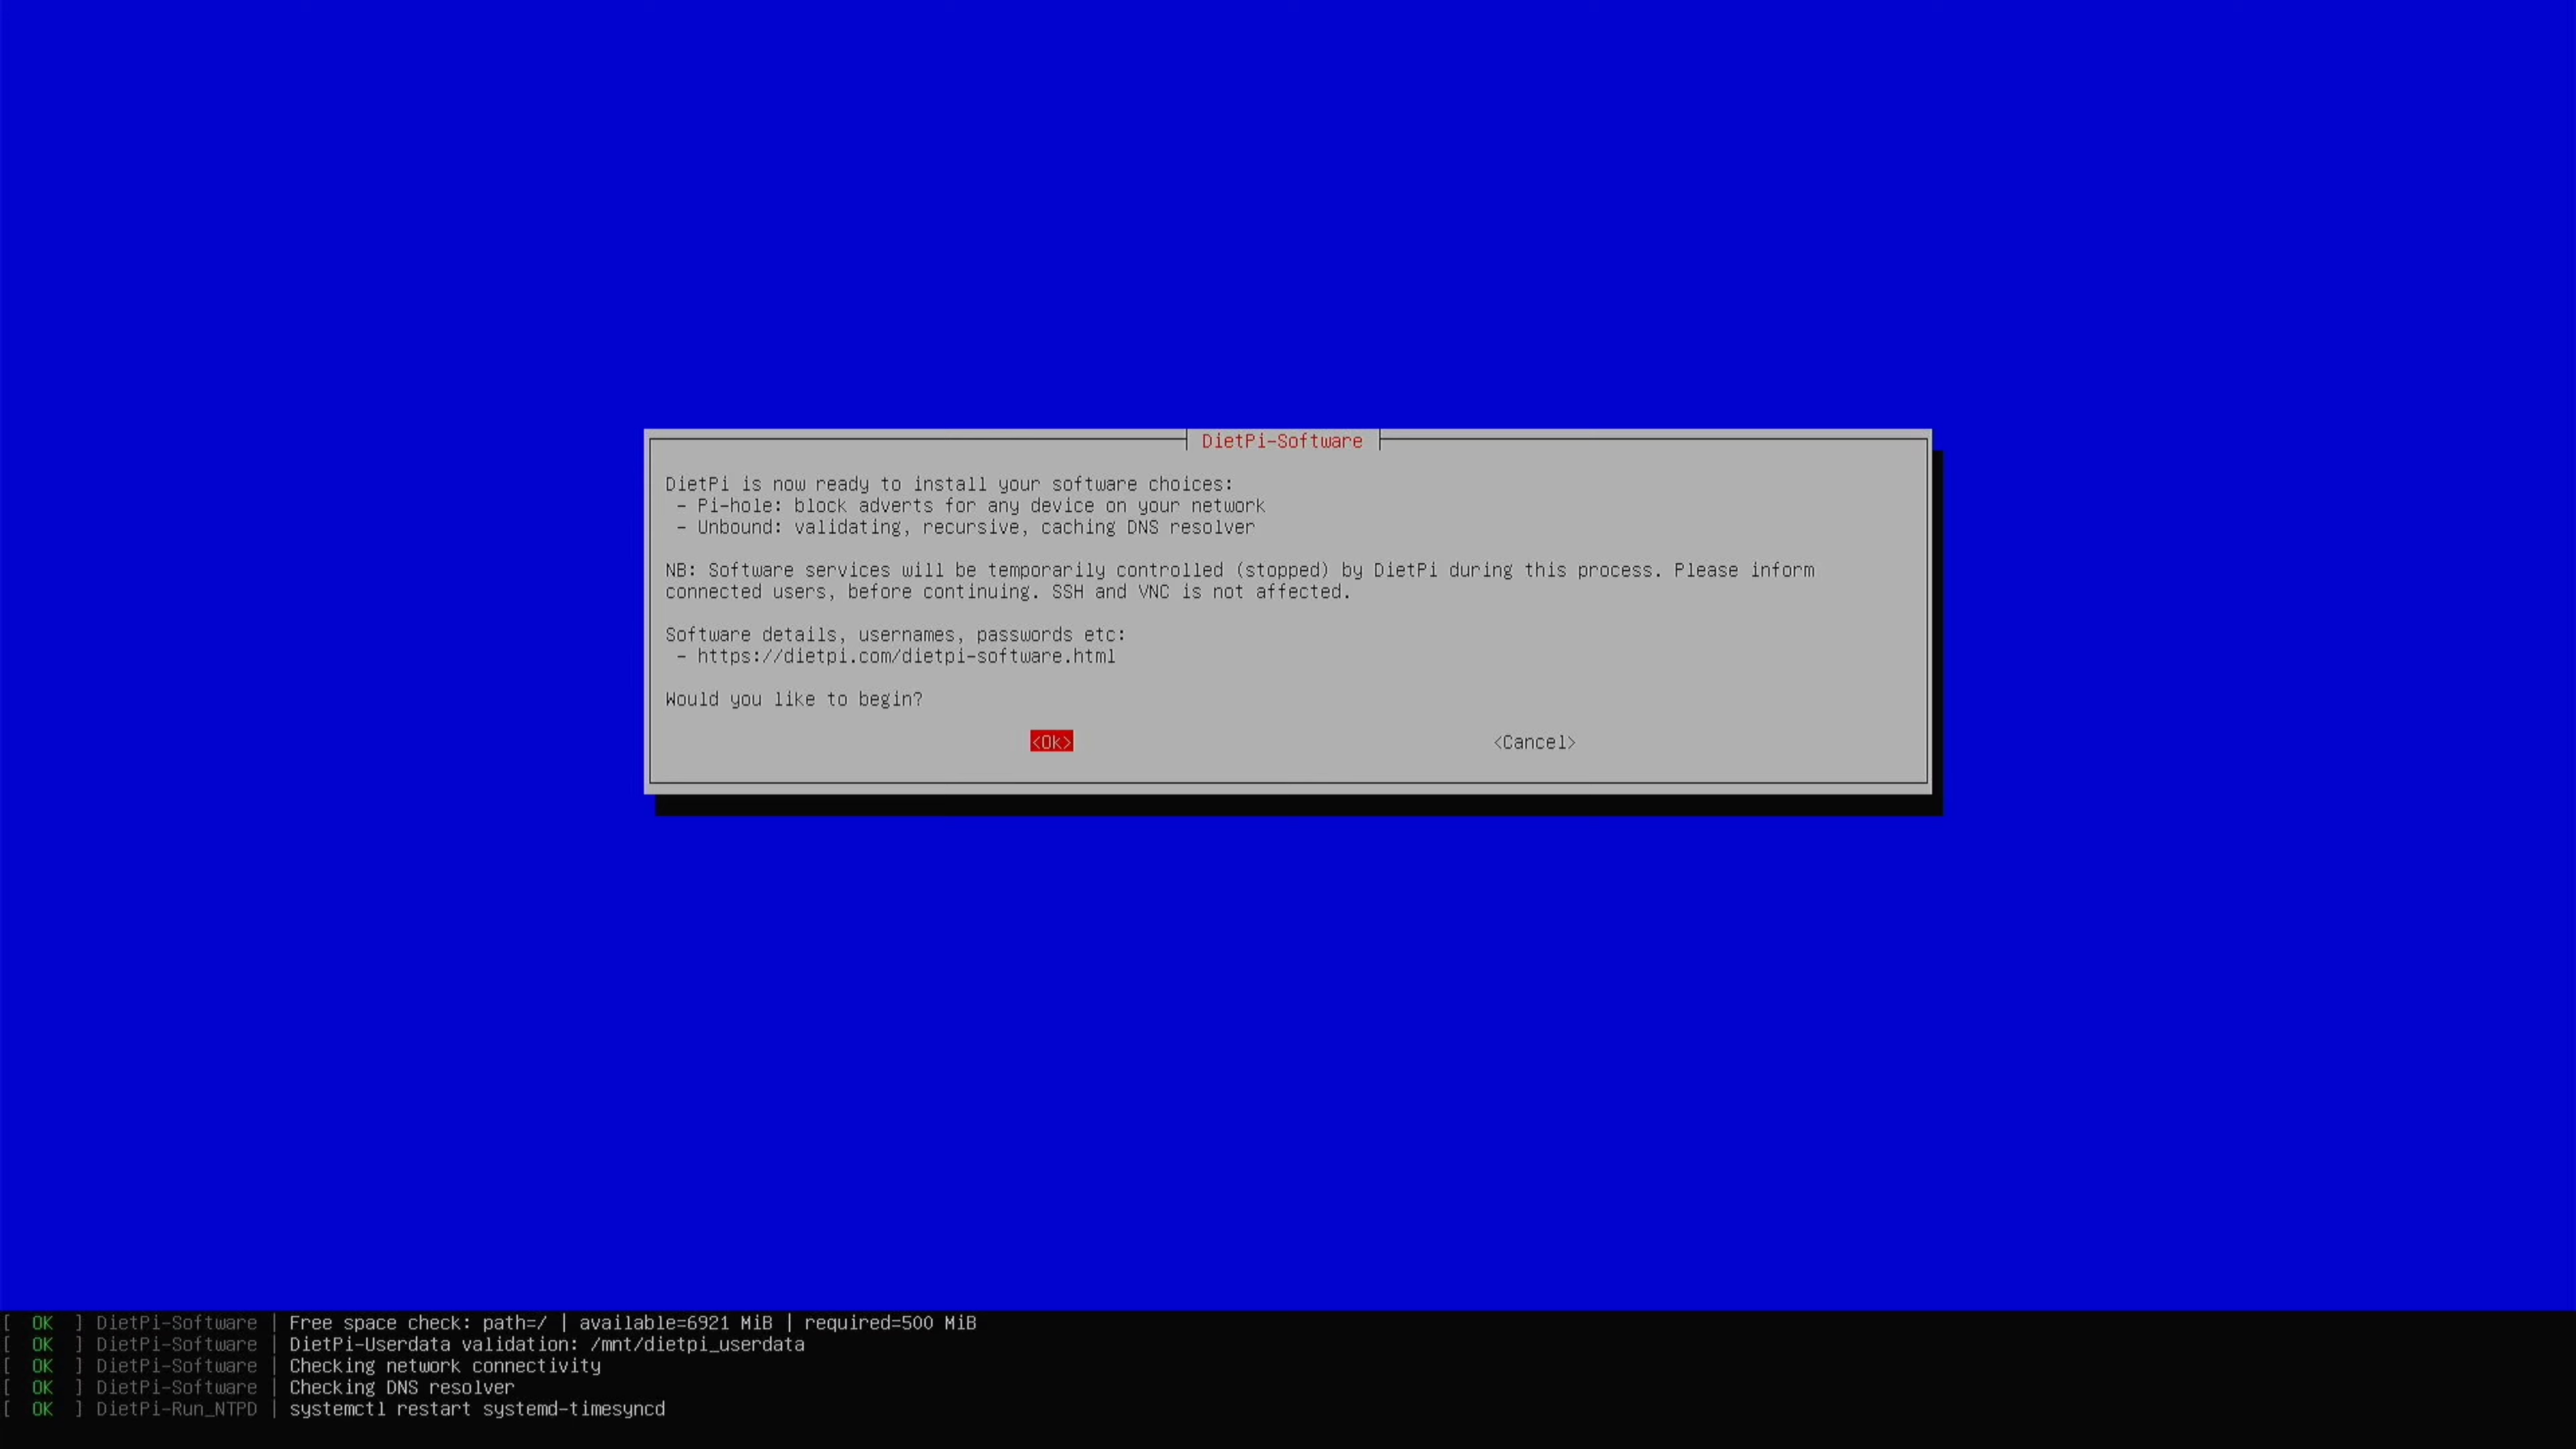 DietPi-Software
DietPi is now ready to install your software choices:
- Pi-hole: block adverts for any device on your network
- Unbound: validating, recursive, caching DNS resolver
NB: Software services will be temporarily controlled (stopped) by DietPi during this process. Please inform
connected users, before continuing. SSH and VNC is not affected.
Software details, usernames, passwords etc:
- https://dietpi.com/dietpi-software.html
Would you like to begin?
<Ok> <Cancel>
[  OK  ] DietPi-Software | Free space check: path=/ | available=6921 MiB | required=500 MiB
[  OK  ] DietPi-Software | DietPi-Userdata validation: /mnt/dietpi_userdata
[  OK  ] DietPi-Software | Checking network connectivity
[  OK  ] DietPi-Software | Checking DNS resolver
[  OK  ] DietPi-Run_NTPD | systemctl restart systemd-timesyncd